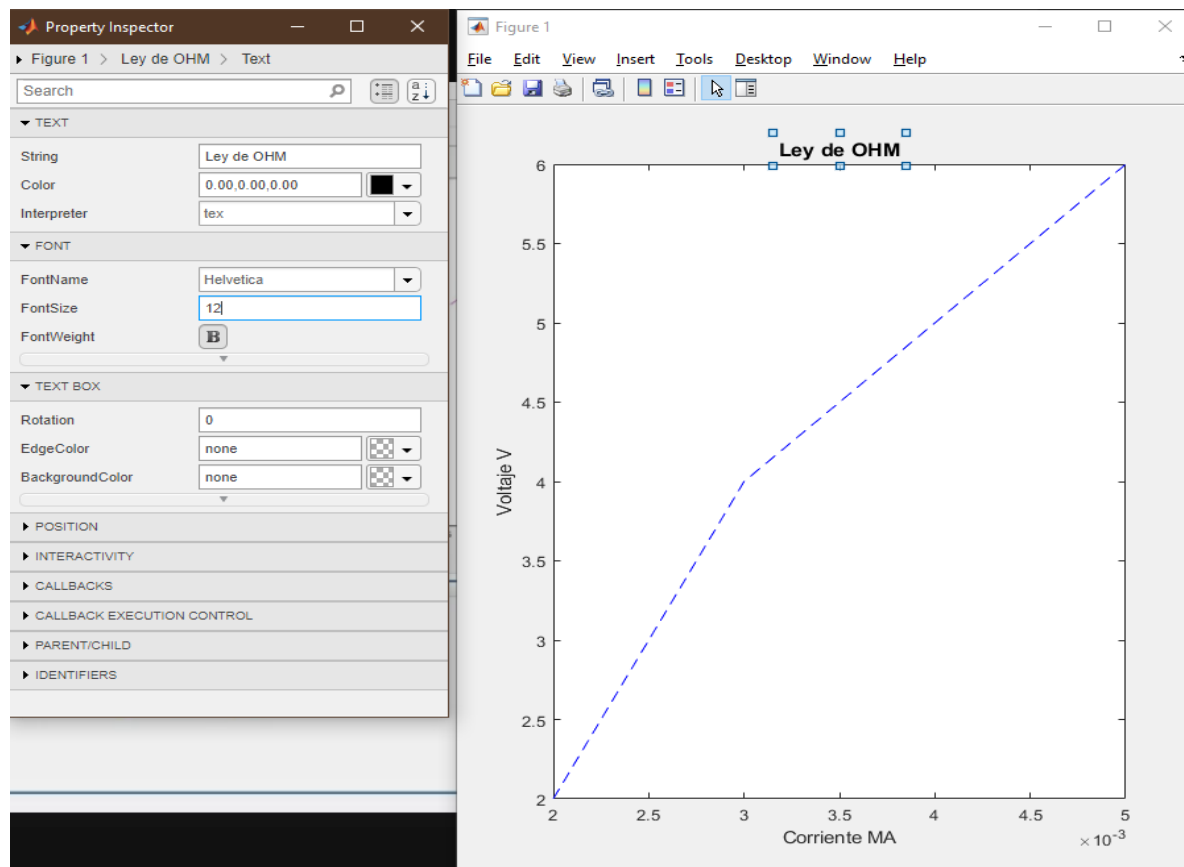 Property Inspector
Figure 1 > Ley de OHM > Text
Search
TEXT
String Ley de OHM
Color 0.00,0.00,0.00
Interpreter tex
FONT
FontName Helvetica
FontSize 12
FontWeight B
TEXT BOX
Rotation 0
EdgeColor none
BackgroundColor none
POSITION
INTERACTIVITY
CALLBACKS
CALLBACK EXECUTION CONTROL
PARENT/CHILD
IDENTIFIERS
Figure 1
File Edit View Insert Tools Desktop Window Help
Ley de OHM
6
5.5
5
4.5
4
3.5
3
2.5
2
Voltaje V
2 2.5 3 3.5 4 4.5 5
Corriente MA
×10^-3